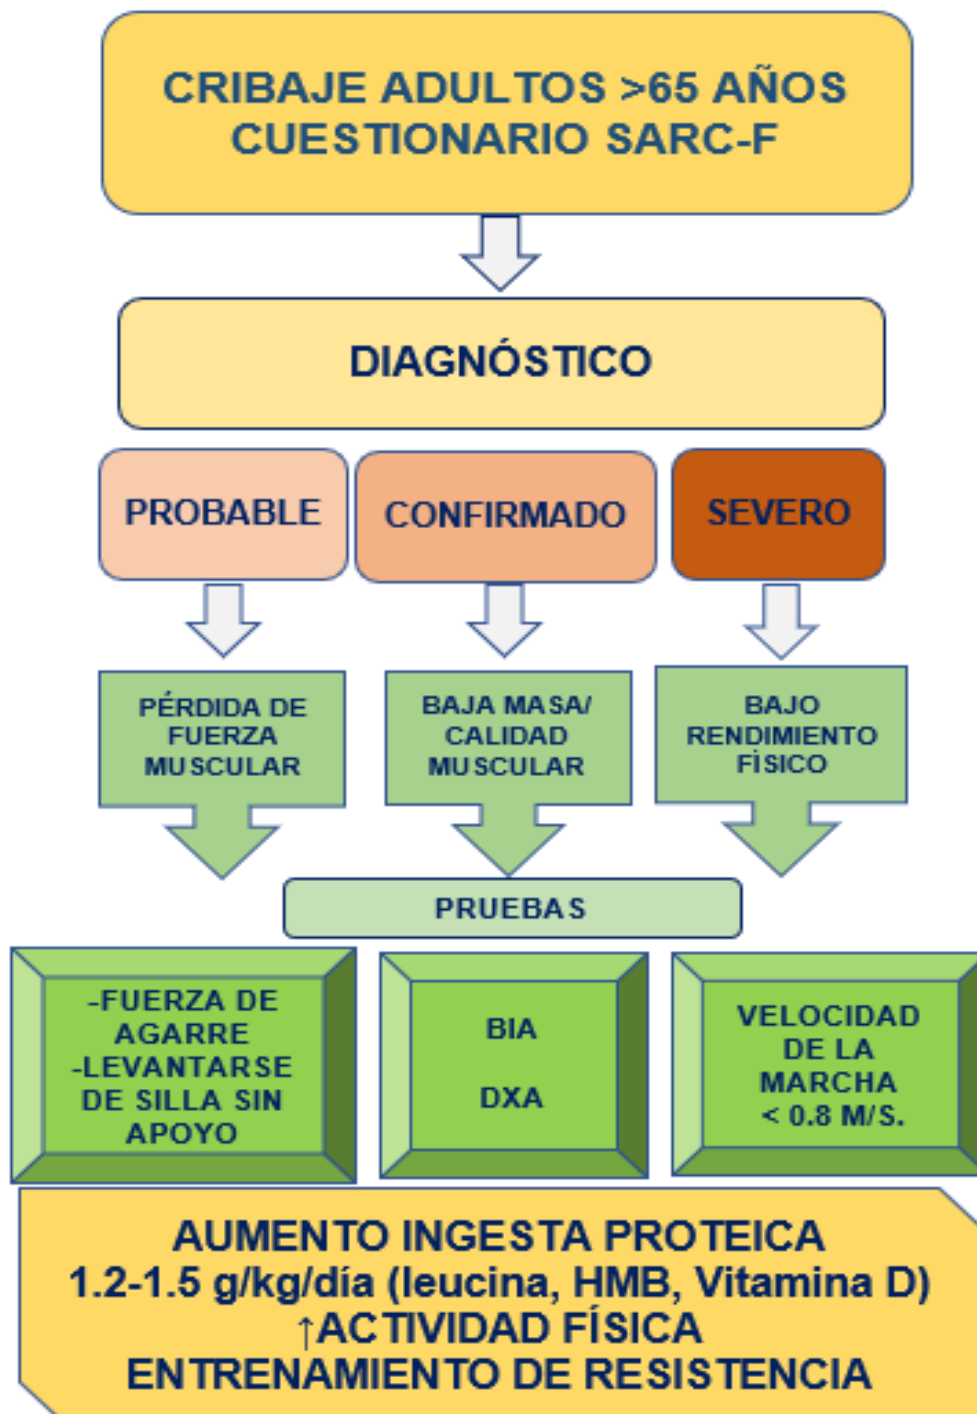 CRIBAJE ADULTOS >65 AÑOS
CUESTIONARIO SARC-F
DIAGNÓSTICO
PROBABLE
CONFIRMADO
SEVERO
PÉRDIDA DE
FUERZA
MUSCULAR
BAJA MASA/
CALIDAD
MUSCULAR
BAJO
RENDIMIENTO
FÍSICO
PRUEBAS
-FUERZA DE
AGARRE
-LEVANTARSE
DE SILLA SIN
APOYO
BIA
DXA
VELOCIDAD
DE LA
MARCHA
< 0.8 M/S.
AUMENTO INGESTA PROTEICA
1.2-1.5 g/kg/día (leucina, HMB, Vitamina D)
↑ACTIVIDAD FÍSICA
ENTRENAMIENTO DE RESISTENCIA